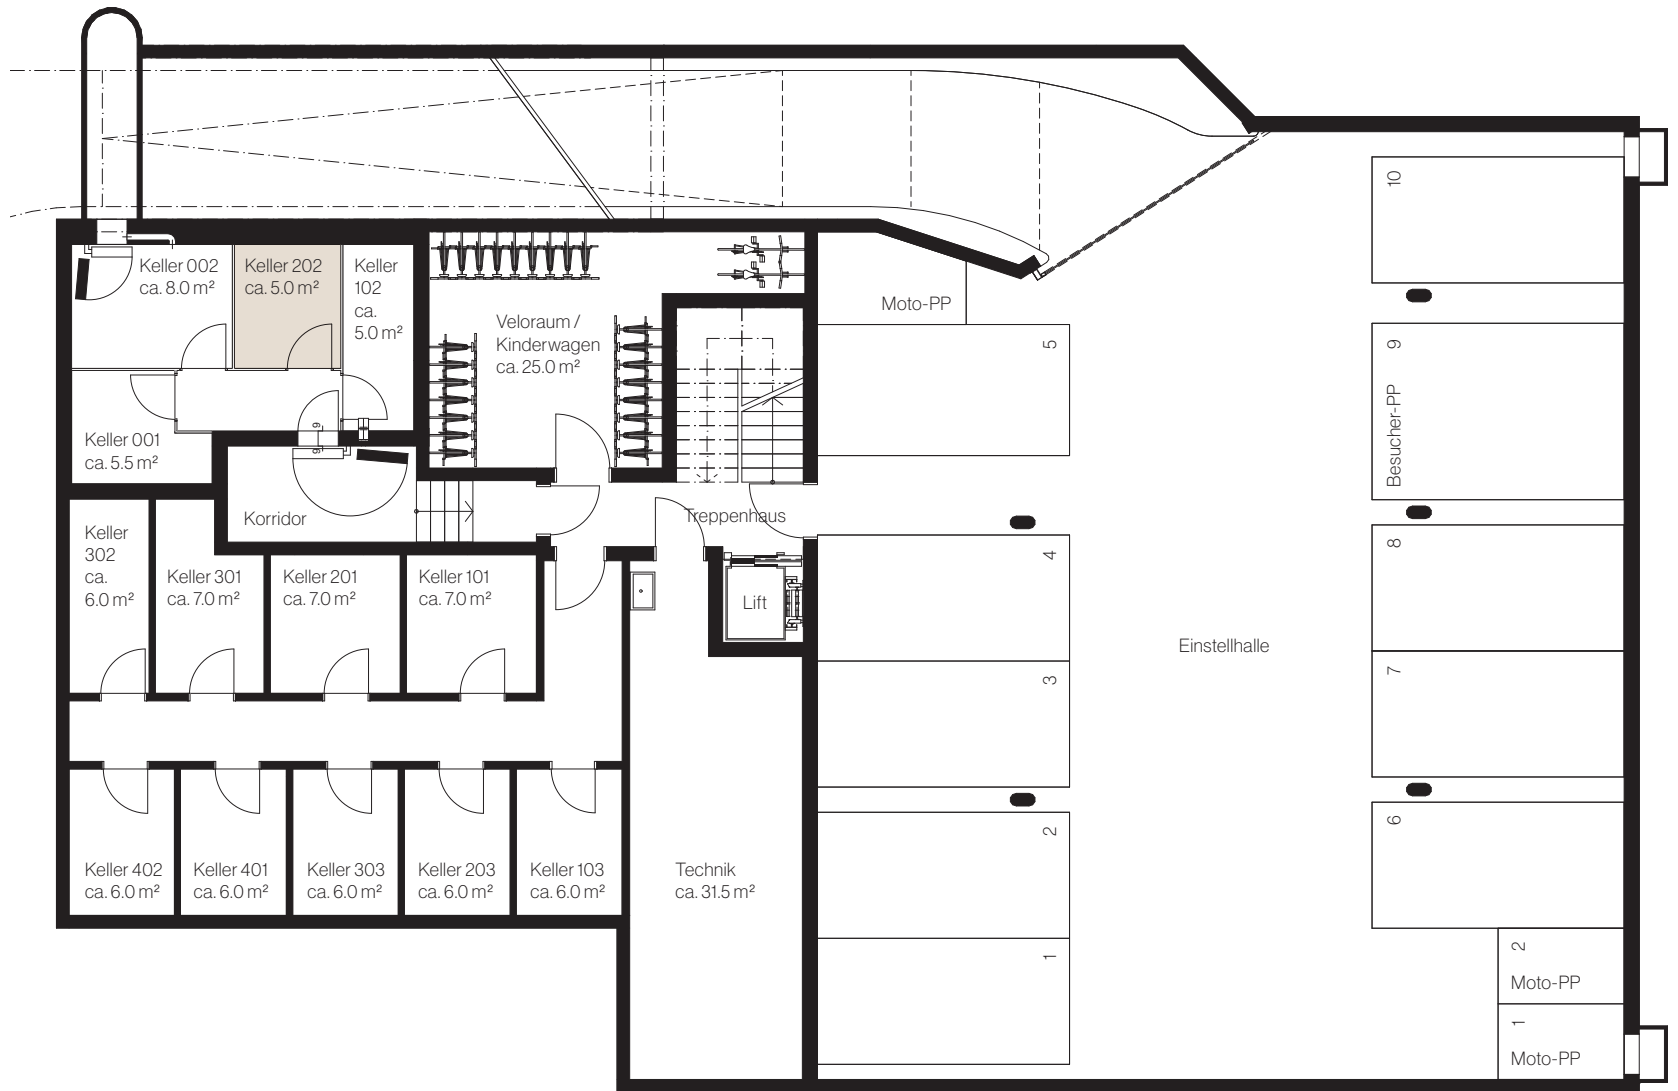 Keller 002
ca. 8.0 m²
Keller 202
ca. 5.0 m²
Keller
102
ca.
5.0 m²
Keller 001
ca. 5.5 m²
9
9
Korridor
Veloraum /
Kinderwagen
ca. 25.0 m²
Treppenhaus
Lift
Keller
302
ca.
6.0 m²
Keller 301
ca. 7.0 m²
Keller 201
ca. 7.0 m²
Keller 101
ca. 7.0 m²
Keller 402
ca. 6.0 m²
Keller 401
ca. 6.0 m²
Keller 303
ca. 6.0 m²
Keller 203
ca. 6.0 m²
Keller 103
ca. 6.0 m²
Technik
ca. 31.5 m²
Moto-PP
5
4
3
2
1
Einstellhalle
10
9
Besucher-PP
8
7
6
2
Moto-PP
1
Moto-PP